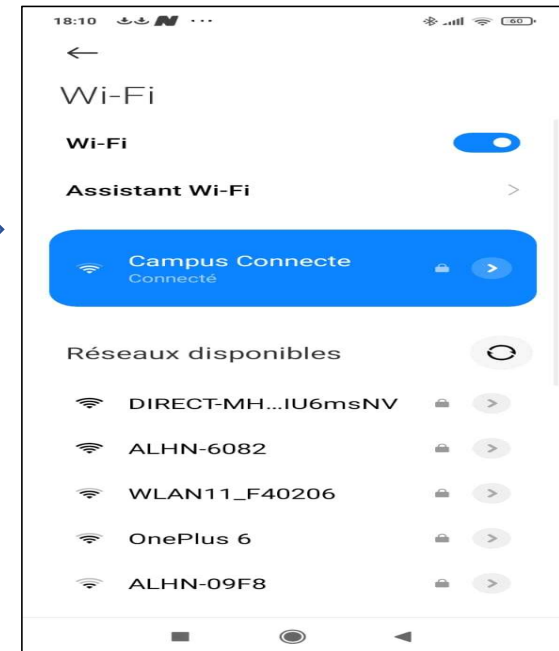 18:10 ... 60
Wi-Fi
Wi-Fi
Assistant Wi-Fi
Campus Connecte
Connecté
Réseaux disponibles
DIRECT-MH...IU6msNV
ALHN-6082
WLAN11_F40206
OnePlus 6
ALHN-09F8